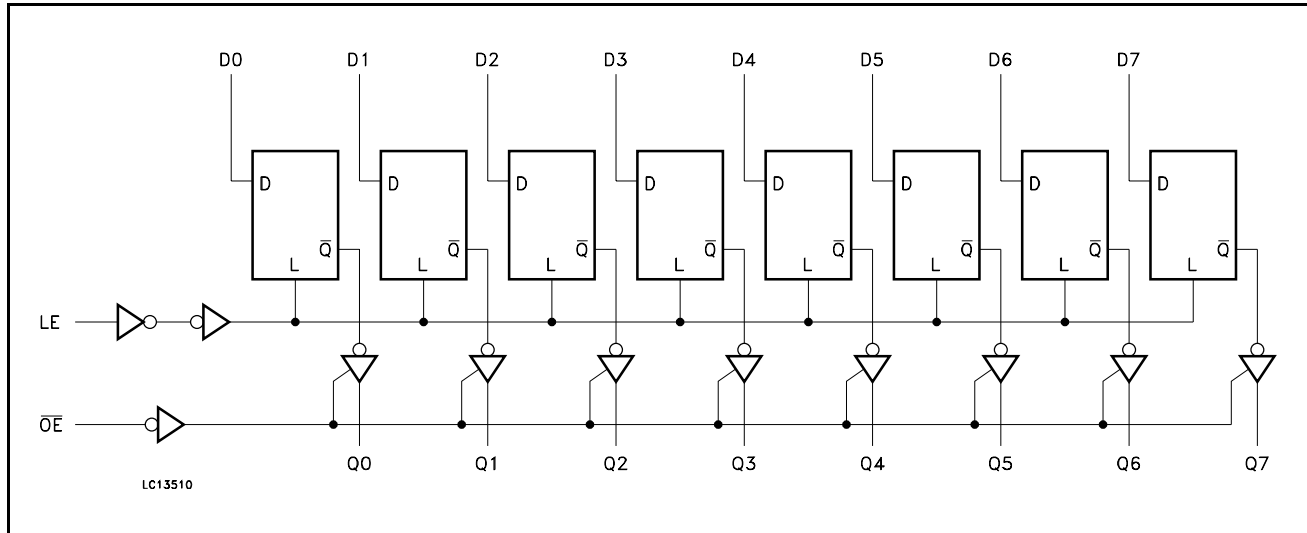 D0 D1 D2 D3 D4 D5 D6 D7
D D D D D D D D
Q̅ Q̅ Q̅ Q̅ Q̅ Q̅ Q̅ Q̅
L L L L L L L L
LE
O̅E̅
Q0 Q1 Q2 Q3 Q4 Q5 Q6 Q7
LC13510